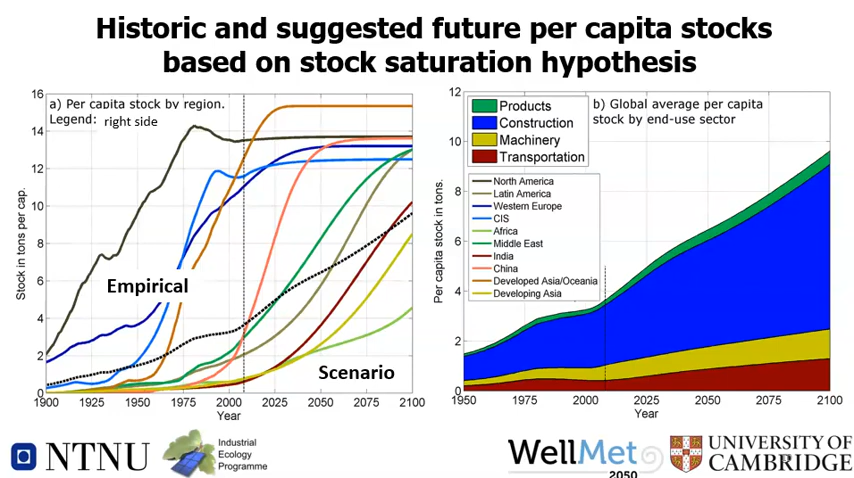 Historic and suggested future per capita stocks
based on stock saturation hypothesis
a) Per capita stock by region.
Legend: right side
Stock in tons per cap.
16
14
12
10
8
6
4
2
0
Empirical
Scenario
1900 1925 1950 1975 2000 2025 2050 2075 2100
Year
b) Global average per capita
stock by end-use sector
Products
Construction
Machinery
Transportation
North America
Latin America
Western Europe
CIS
Africa
Middle East
India
China
Developed Asia/Oceania
Developing Asia
Per capita stock in tons.
12
10
8
6
4
2
0
1950 1975 2000 2025 2050 2075 2100
Year
NTNU
Industrial
Ecology
Programme
WellMet
2050
UNIVERSITY OF
CAMBRIDGE